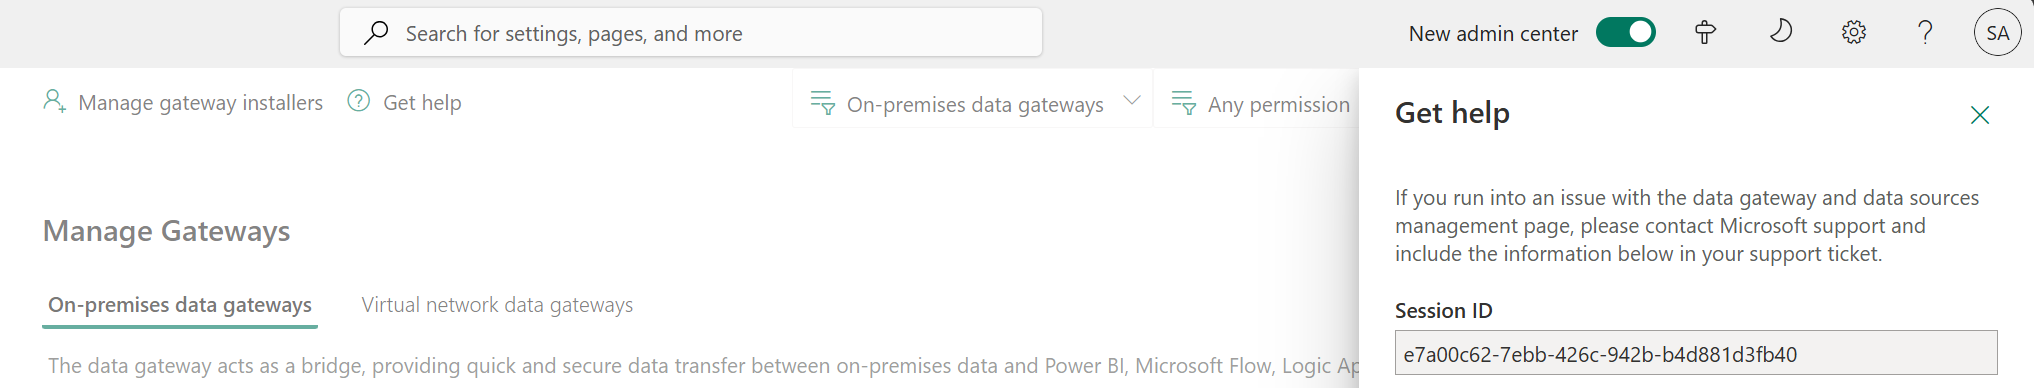 Search for settings, pages, and more
New admin center
SA
Manage gateway installers
Get help
On-premises data gateways
Any permission
Manage Gateways
On-premises data gateways
Virtual network data gateways
The data gateway acts as a bridge, providing quick and secure data transfer between on-premises data and Power BI, Microsoft Flow, Logic Ap
Get help
If you run into an issue with the data gateway and data sources
management page, please contact Microsoft support and
include the information below in your support ticket.
Session ID
e7a00c62-7ebb-426c-942b-b4d881d3fb40